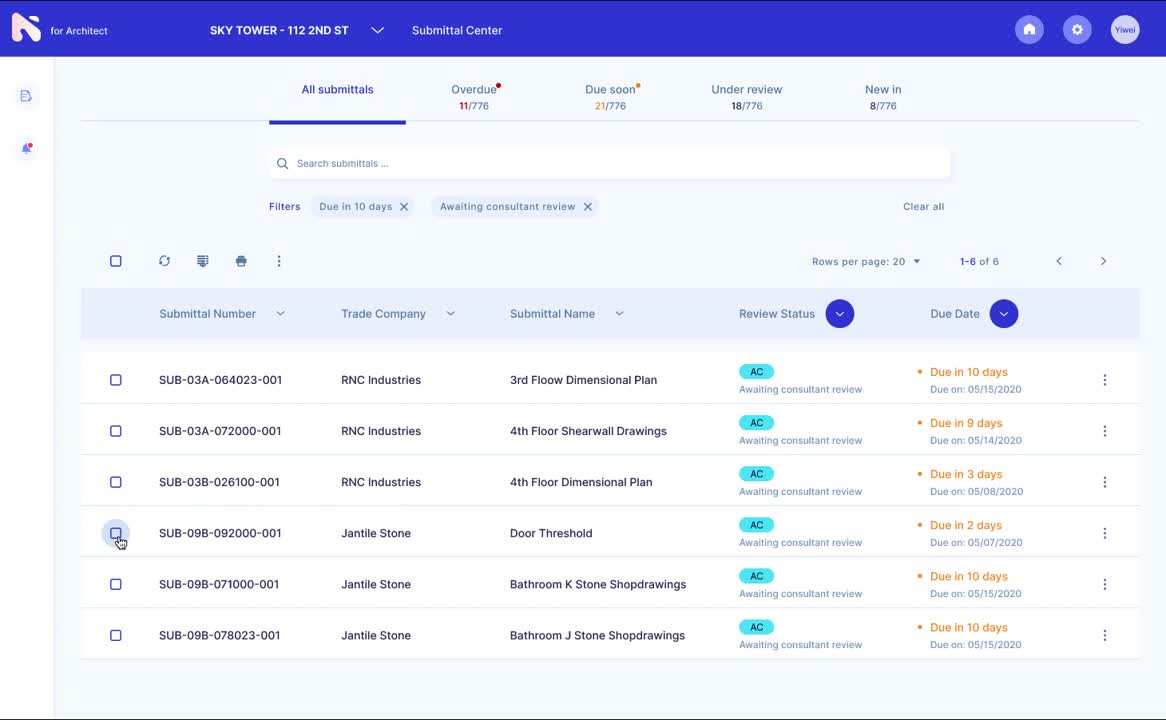 for Architect
SKY TOWER - 112 2ND ST
Submittal Center
Yiwei
All submittals
Overdue
11/776
Due soon
21/776
Under review
18/776
New in
8/776
Search submittals ...
Filters
Due in 10 days
Awaiting consultant review
Clear all
Rows per page: 20
1-6 of 6
Submittal Number
Trade Company
Submittal Name
Review Status
Due Date
SUB-03A-064023-001
RNC Industries
3rd Floow Dimensional Plan
AC
Awaiting consultant review
Due in 10 days
Due on: 05/15/2020
SUB-03A-072000-001
RNC Industries
4th Floor Shearwall Drawings
AC
Awaiting consultant review
Due in 9 days
Due on: 05/14/2020
SUB-03B-026100-001
RNC Industries
4th Floor Dimensional Plan
AC
Awaiting consultant review
Due in 3 days
Due on: 05/08/2020
SUB-09B-092000-001
Jantile Stone
Door Threshold
AC
Awaiting consultant review
Due in 2 days
Due on: 05/07/2020
SUB-09B-071000-001
Jantile Stone
Bathroom K Stone Shopdrawings
AC
Awaiting consultant review
Due in 10 days
Due on: 05/15/2020
SUB-09B-078023-001
Jantile Stone
Bathroom J Stone Shopdrawings
AC
Awaiting consultant review
Due in 10 days
Due on: 05/15/2020